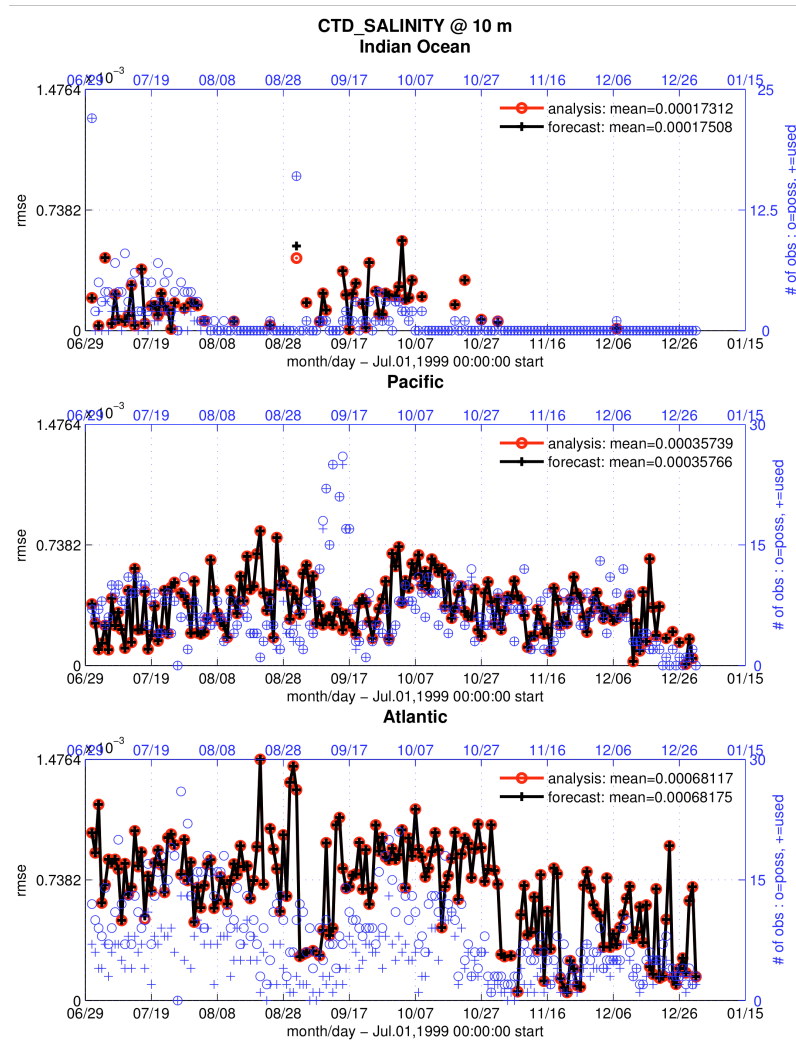 CTD_SALINITY @ 10 m
Indian Ocean
06/29 07/19 08/08 08/28 09/17 10/07 10/27 11/16 12/06 12/26 01/15
x 10−3
1.4764 25
analysis: mean=0.00017312
forecast: mean=0.00017508
0.7382 12.5
rmse
# of obs : o=poss, +=used
0 0
06/29 07/19 08/08 08/28 09/17 10/07 10/27 11/16 12/06 12/26 01/15
month/day − Jul.01,1999 00:00:00 start
Pacific
06/29 07/19 08/08 08/28 09/17 10/07 10/27 11/16 12/06 12/26 01/15
x 10−3
1.4764 30
analysis: mean=0.00035739
forecast: mean=0.00035766
0.7382 15
rmse
# of obs : o=poss, +=used
0 0
06/29 07/19 08/08 08/28 09/17 10/07 10/27 11/16 12/06 12/26 01/15
month/day − Jul.01,1999 00:00:00 start
Atlantic
06/29 07/19 08/08 08/28 09/17 10/07 10/27 11/16 12/06 12/26 01/15
x 10−3
1.4764 30
analysis: mean=0.00068117
forecast: mean=0.00068175
0.7382 15
rmse
# of obs : o=poss, +=used
0 0
06/29 07/19 08/08 08/28 09/17 10/07 10/27 11/16 12/06 12/26 01/15
month/day − Jul.01,1999 00:00:00 start